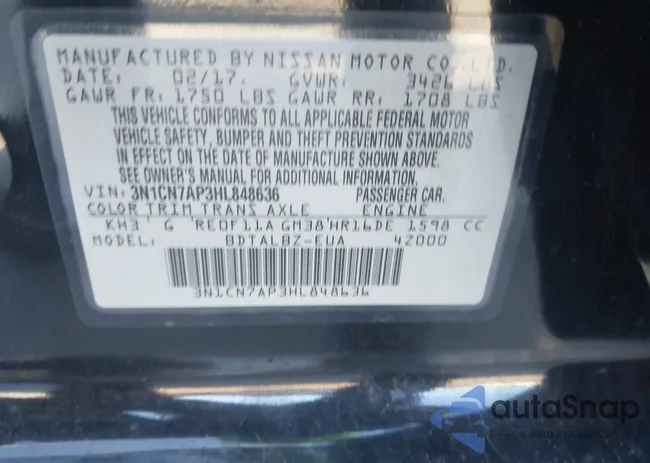 MANUFACTURED BY NISSAN MOTOR CO., LTD.
DATE: 02/17. GVWR: 3426 LBS
GAWR FR: 1750 LBS GAWR RR: 1708 LBS
THIS VEHICLE CONFORMS TO ALL APPLICABLE FEDERAL MOTOR
VEHICLE SAFETY, BUMPER AND THEFT PREVENTION STANDARDS
IN EFFECT ON THE DATE OF MANUFACTURE SHOWN ABOVE.
SEE OWNER'S MANUAL FOR ADDITIONAL INFORMATION.
VIN: 3N1CN7AP3HL848636 PASSENGER CAR.
COLOR TRIM TRANS AXLE ENGINE
KH3 G RE0F11A GM38 HR16DE 1598 CC
MODEL: BDTALBZ-EUA 4Z000
3N1CN7AP3HL848636
autoSnap